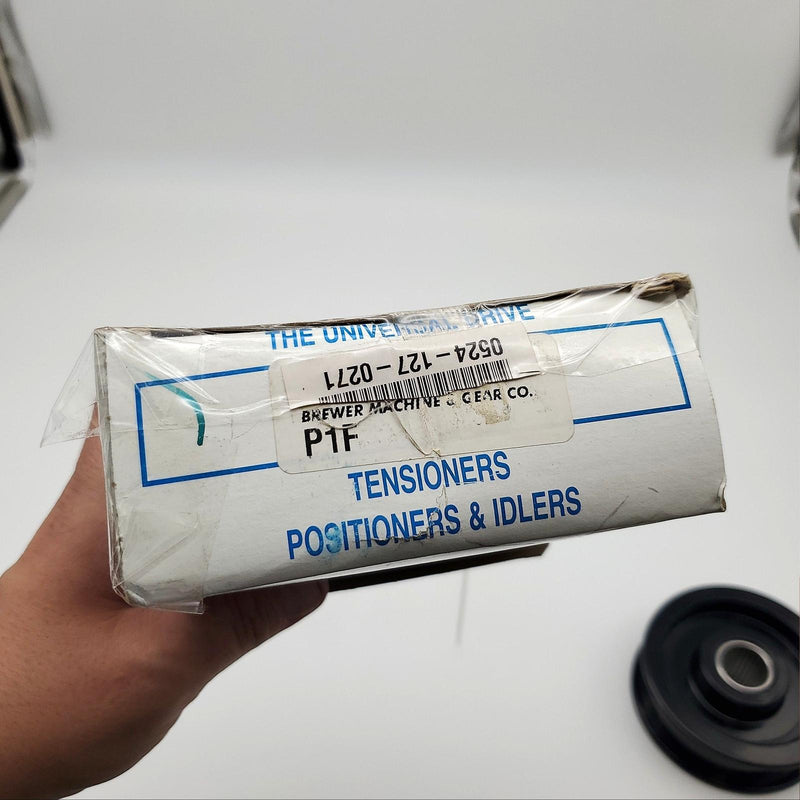 THE UNIVERSAL DRIVE
0524-127-0271
BREWER MACHINE & GEAR CO.
P1F
TENSIONERS
POSITIONERS & IDLERS